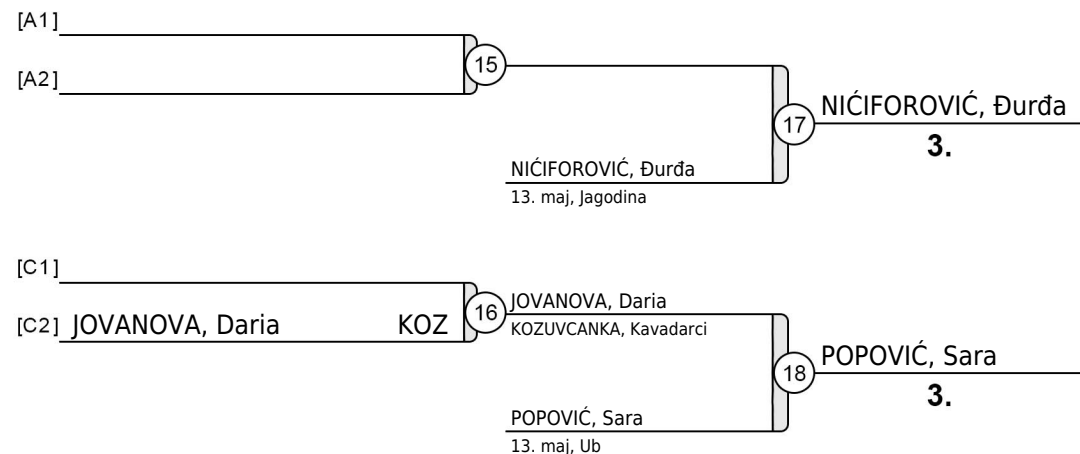 [A1]
15
[A2]
NIĆIFOROVIĆ, Đurđa
17
3.
NIĆIFOROVIĆ, Đurđa
13. maj, Jagodina
[C1]
JOVANOVA, Daria
16
[C2] JOVANOVA, Daria KOZ
KOZUVCANKA, Kavadarci
POPOVIĆ, Sara
18
3.
POPOVIĆ, Sara
13. maj, Ub